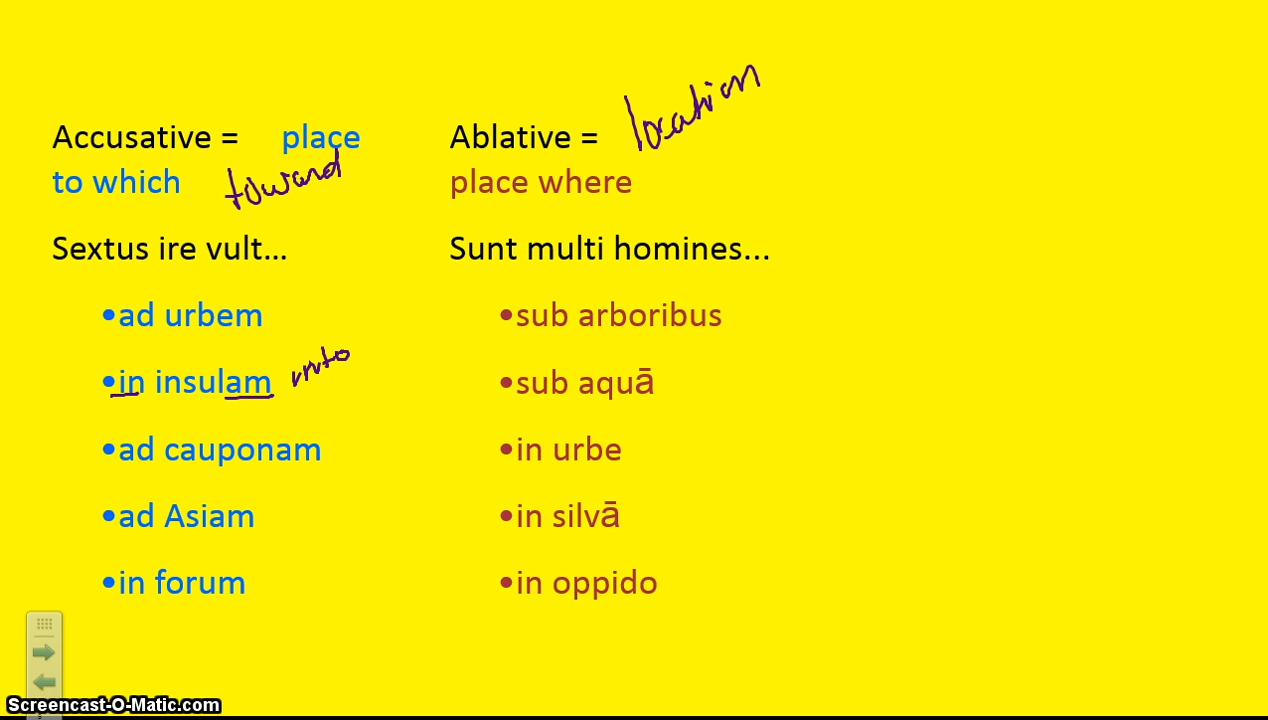 Accusative = place
to which toward
Sextus ire vult...
•ad urbem
•in insulam into
•ad cauponam
•ad Asiam
•in forum
Ablative = location
place where
Sunt multi homines...
•sub arboribus
•sub aquā
•in urbe
•in silvā
•in oppido
Screencast-O-Matic.com